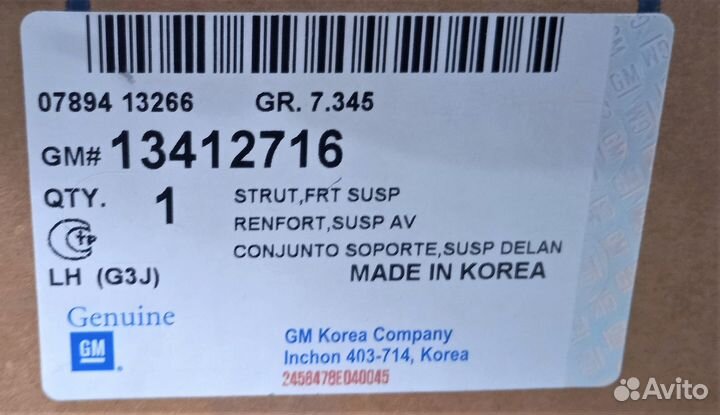 07894 13266 GR. 7.345
GM# 13412716
QTY. 1 STRUT,FRT SUSP
RENFORT,SUSP AV
CONJUNTO SOPORTE,SUSP DELAN
LH (G3J) MADE IN KOREA
Genuine
GM
GM Korea Company
Inchon 403-714, Korea
2458478E040045
Avito